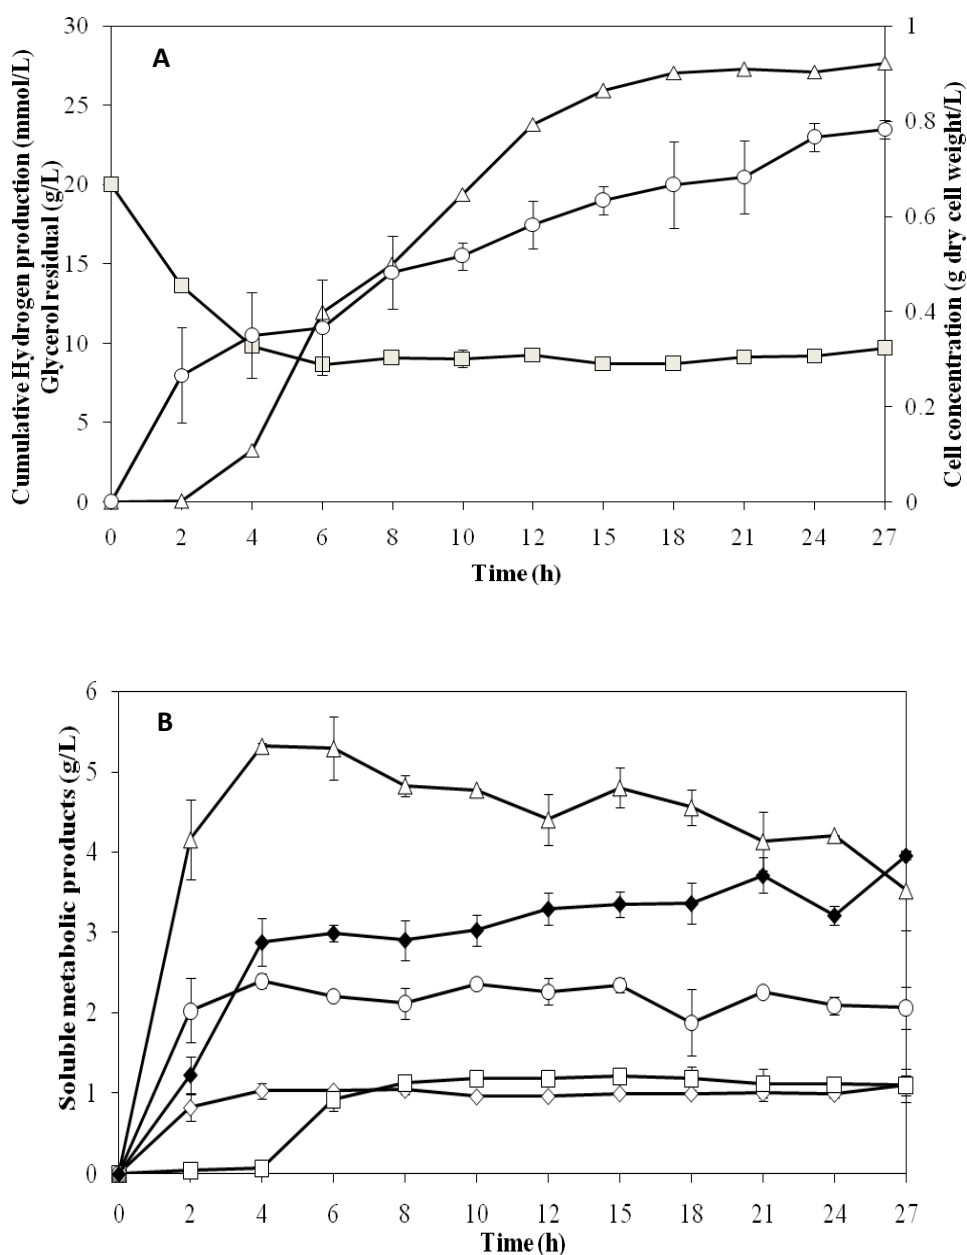 A
Cumulative Hydrogen production (mmol/L)
Glycerol residual (g/L)
30
25
20
15
10
5
0
1
0.8
0.6
0.4
0.2
0
Cell concentration (g dry cell weight/L)
0 2 4 6 8 10 12 15 18 21 24 27
Time (h)
B
Soluble metabolic products (g/L)
6
5
4
3
2
1
0
0 2 4 6 8 10 12 15 18 21 24 27
Time (h)